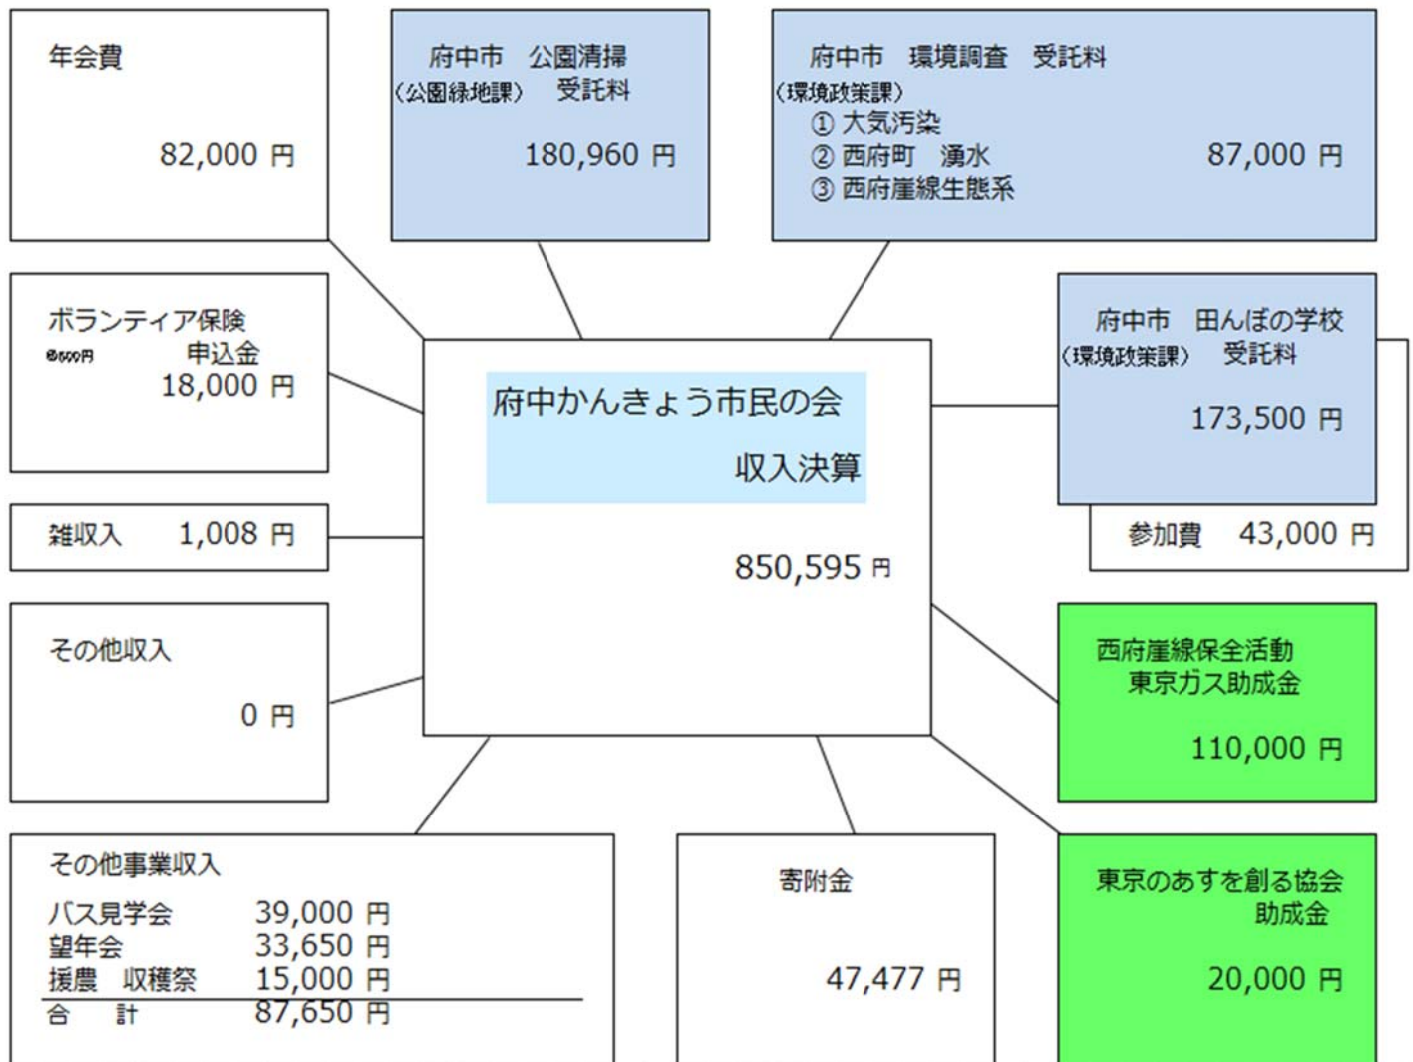 年会費
82,000 円
府中市　公園清掃
（公園緑地課）　受託料
180,960 円
府中市　環境調査　受託料
（環境政策課）
① 大気汚染
② 西府町　湧水
③ 西府崖線生態系
87,000 円
ボランティア保険
@500円　申込金
18,000 円
府中市　田んぼの学校
（環境政策課）　受託料
173,500 円
参加費　43,000 円
府中かんきょう市民の会
収入決算
850,595 円
雑収入　1,008 円
その他収入
0 円
西府崖線保全活動
東京ガス助成金
110,000 円
その他事業収入
バス見学会　39,000 円
望年会　33,650 円
援農　収穫祭　15,000 円
合　計　87,650 円
寄附金
47,477 円
東京のあすを創る協会
助成金
20,000 円